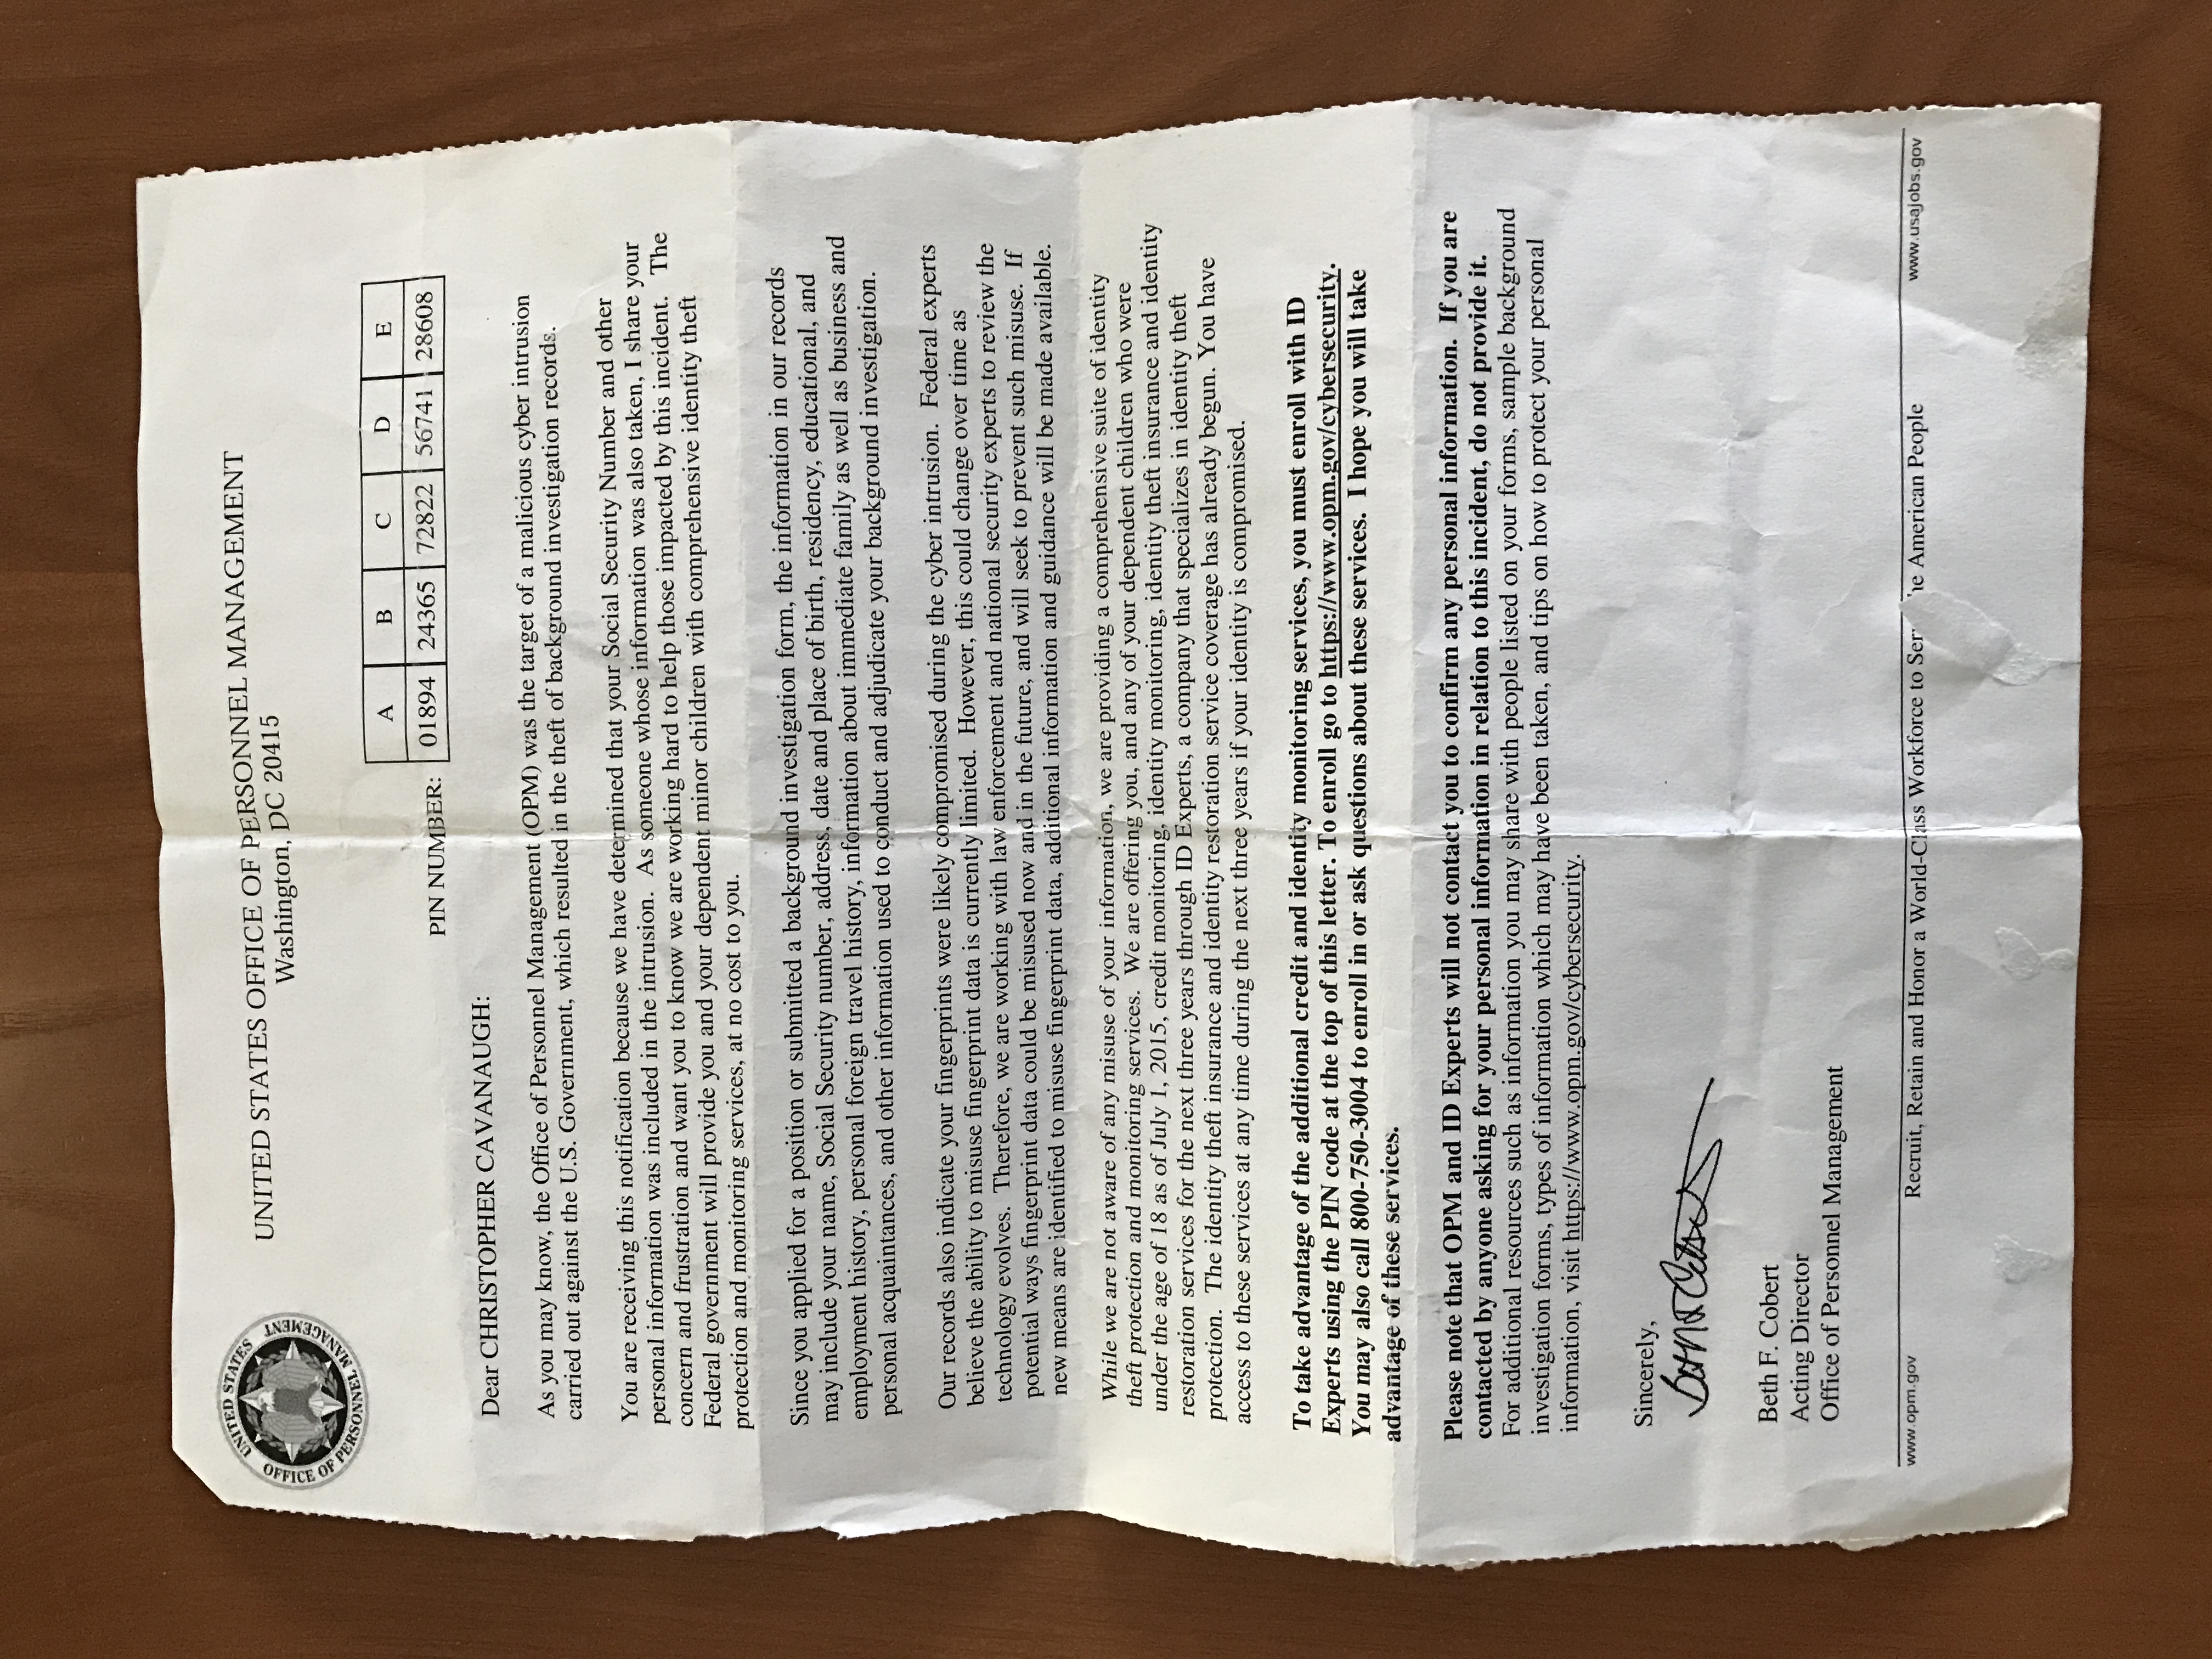 UNITED STATES OFFICE OF PERSONNEL MANAGEMENT
Washington, DC 20415
UNITED STATES
OFFICE OF PERSONNEL MANAGEMENT
A B C D E
PIN NUMBER: 01894 24365 72822 56741 28608
Dear CHRISTOPHER CAVANAUGH:
As you may know, the Office of Personnel Management (OPM) was the target of a malicious cyber intrusion
carried out against the U.S. Government, which resulted in the theft of background investigation records.
You are receiving this notification because we have determined that your Social Security Number and other
personal information was included in the intrusion. As someone whose information was also taken, I share your
concern and frustration and want you to know we are working hard to help those impacted by this incident. The
Federal government will provide you and your dependent minor children with comprehensive identity theft
protection and monitoring services, at no cost to you.
Since you applied for a position or submitted a background investigation form, the information in our records
may include your name, Social Security number, address, date and place of birth, residency, educational, and
employment history, personal foreign travel history, information about immediate family as well as business and
personal acquaintances, and other information used to conduct and adjudicate your background investigation.
Our records also indicate your fingerprints were likely compromised during the cyber intrusion. Federal experts
believe the ability to misuse fingerprint data is currently limited. However, this could change over time as
technology evolves. Therefore, we are working with law enforcement and national security experts to review the
potential ways fingerprint data could be misused now and in the future, and will seek to prevent such misuse. If
new means are identified to misuse fingerprint data, additional information and guidance will be made available.
While we are not aware of any misuse of your information, we are providing a comprehensive suite of identity
theft protection and monitoring services. We are offering you, and any of your dependent children who were
under the age of 18 as of July 1, 2015, credit monitoring, identity monitoring, identity theft insurance and identity
restoration services for the next three years through ID Experts, a company that specializes in identity theft
protection. The identity theft insurance and identity restoration service coverage has already begun. You have
access to these services at any time during the next three years if your identity is compromised.
To take advantage of the additional credit and identity monitoring services, you must enroll with ID
Experts using the PIN code at the top of this letter. To enroll go to https://www.opm.gov/cybersecurity.
You may also call 800-750-3004 to enroll in or ask questions about these services. I hope you will take
advantage of these services.
Please note that OPM and ID Experts will not contact you to confirm any personal information. If you are
contacted by anyone asking for your personal information in relation to this incident, do not provide it.
For additional resources such as information you may share with people listed on your forms, sample background
investigation forms, types of information which may have been taken, and tips on how to protect your personal
information, visit https://www.opm.gov/cybersecurity.
Sincerely,
Beth F. Cobert
Acting Director
Office of Personnel Management
www.opm.gov Recruit, Retain and Honor a World-Class Workforce to Ser he American People www.usajobs.gov